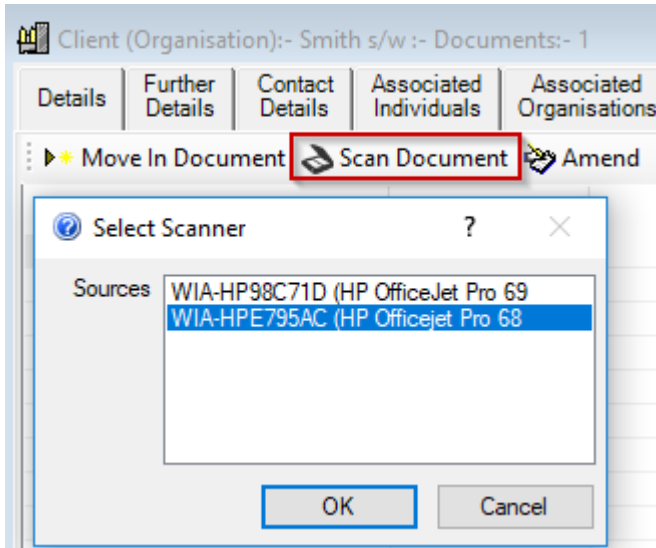 Client (Organisation):- Smith s/w :- Documents:- 1
Details
Further Details
Contact Details
Associated Individuals
Associated Organisations
Move In Document Scan Document Amend
Select Scanner ?
Sources
WIA-HP98C71D (HP OfficeJet Pro 69
WIA-HPE795AC (HP Officejet Pro 68
OK Cancel